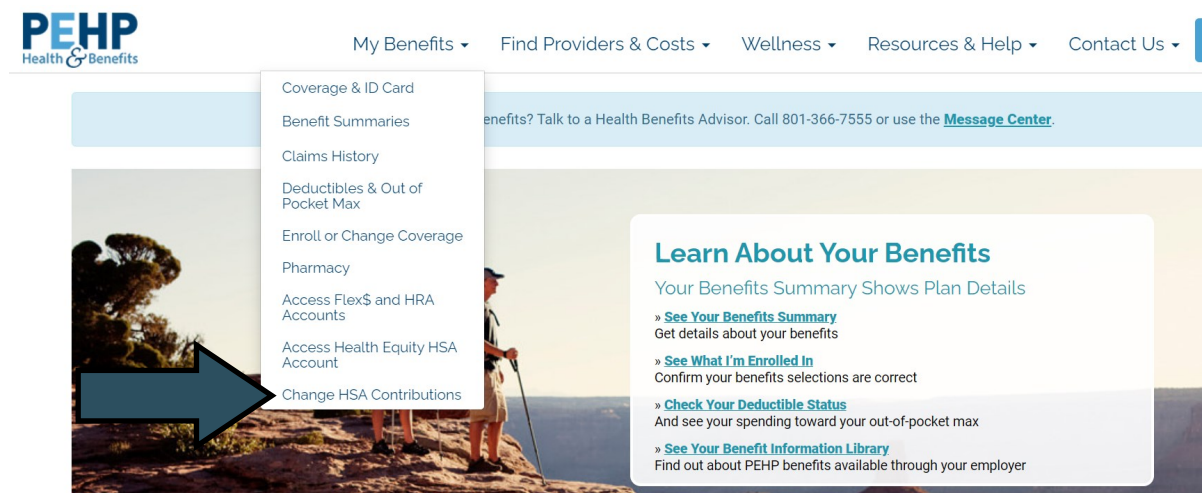 PEHP
Health & Benefits
My Benefits
Find Providers & Costs
Wellness
Resources & Help
Contact Us
Coverage & ID Card
Benefit Summaries
Claims History
Deductibles & Out of
Pocket Max
Enroll or Change Coverage
Pharmacy
Access Flex$ and HRA
Accounts
Access Health Equity HSA
Account
Change HSA Contributions
enefits? Talk to a Health Benefits Advisor. Call 801-366-7555 or use the Message Center.
Learn About Your Benefits
Your Benefits Summary Shows Plan Details
» See Your Benefits Summary
Get details about your benefits
» See What I'm Enrolled In
Confirm your benefits selections are correct
» Check Your Deductible Status
And see your spending toward your out-of-pocket max
» See Your Benefit Information Library
Find out about PEHP benefits available through your employer